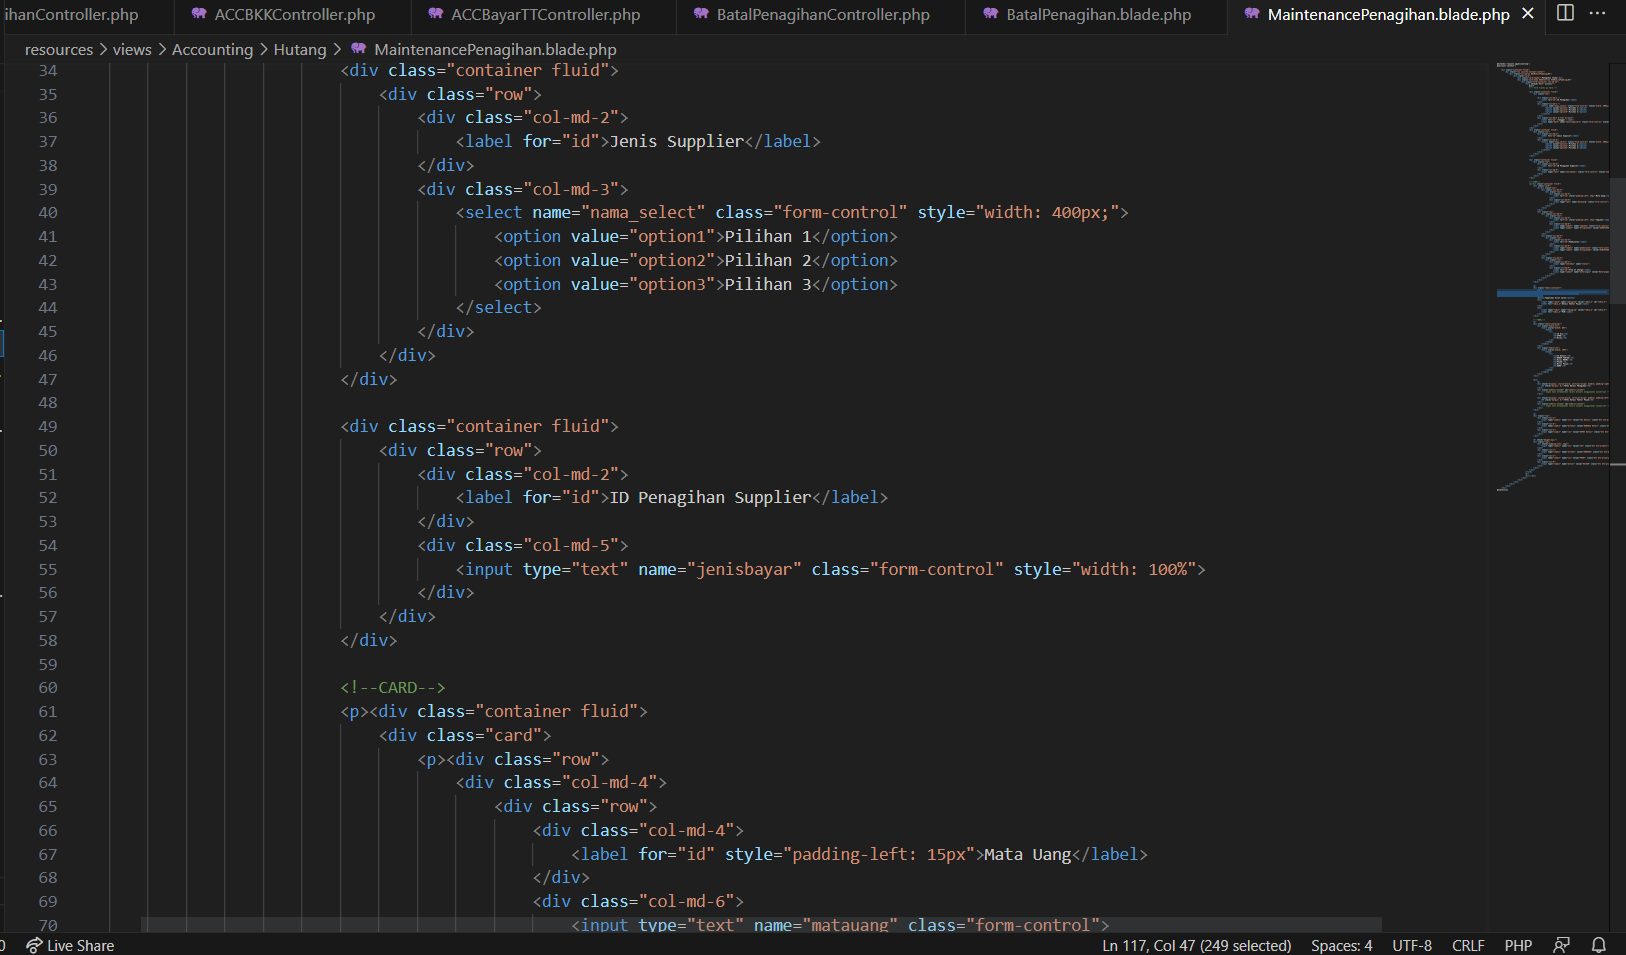 ihanController.php ACCBKKController.php ACCBayarTTController.php BatalPenagihanController.php BatalPenagihan.blade.php MaintenancePenagihan.blade.php
resources > views > Accounting > Hutang > MaintenancePenagihan.blade.php
34 <div class="container fluid">
35 <div class="row">
36 <div class="col-md-2">
37 <label for="id">Jenis Supplier</label>
38 </div>
39 <div class="col-md-3">
40 <select name="nama_select" class="form-control" style="width: 400px;">
41 <option value="option1">Pilihan 1</option>
42 <option value="option2">Pilihan 2</option>
43 <option value="option3">Pilihan 3</option>
44 </select>
45 </div>
46 </div>
47 </div>
48
49 <div class="container fluid">
50 <div class="row">
51 <div class="col-md-2">
52 <label for="id">ID Penagihan Supplier</label>
53 </div>
54 <div class="col-md-5">
55 <input type="text" name="jenisbayar" class="form-control" style="width: 100%">
56 </div>
57 </div>
58 </div>
59
60 <!--CARD-->
61 <p><div class="container fluid">
62 <div class="card">
63 <p><div class="row">
64 <div class="col-md-4">
65 <div class="row">
66 <div class="col-md-4">
67 <label for="id" style="padding-left: 15px">Mata Uang</label>
68 </div>
69 <div class="col-md-6">
70 <input type="text" name="matauang" class="form-control">
0 Live Share Ln 117, Col 47 (249 selected) Spaces: 4 UTF-8 CRLF PHP